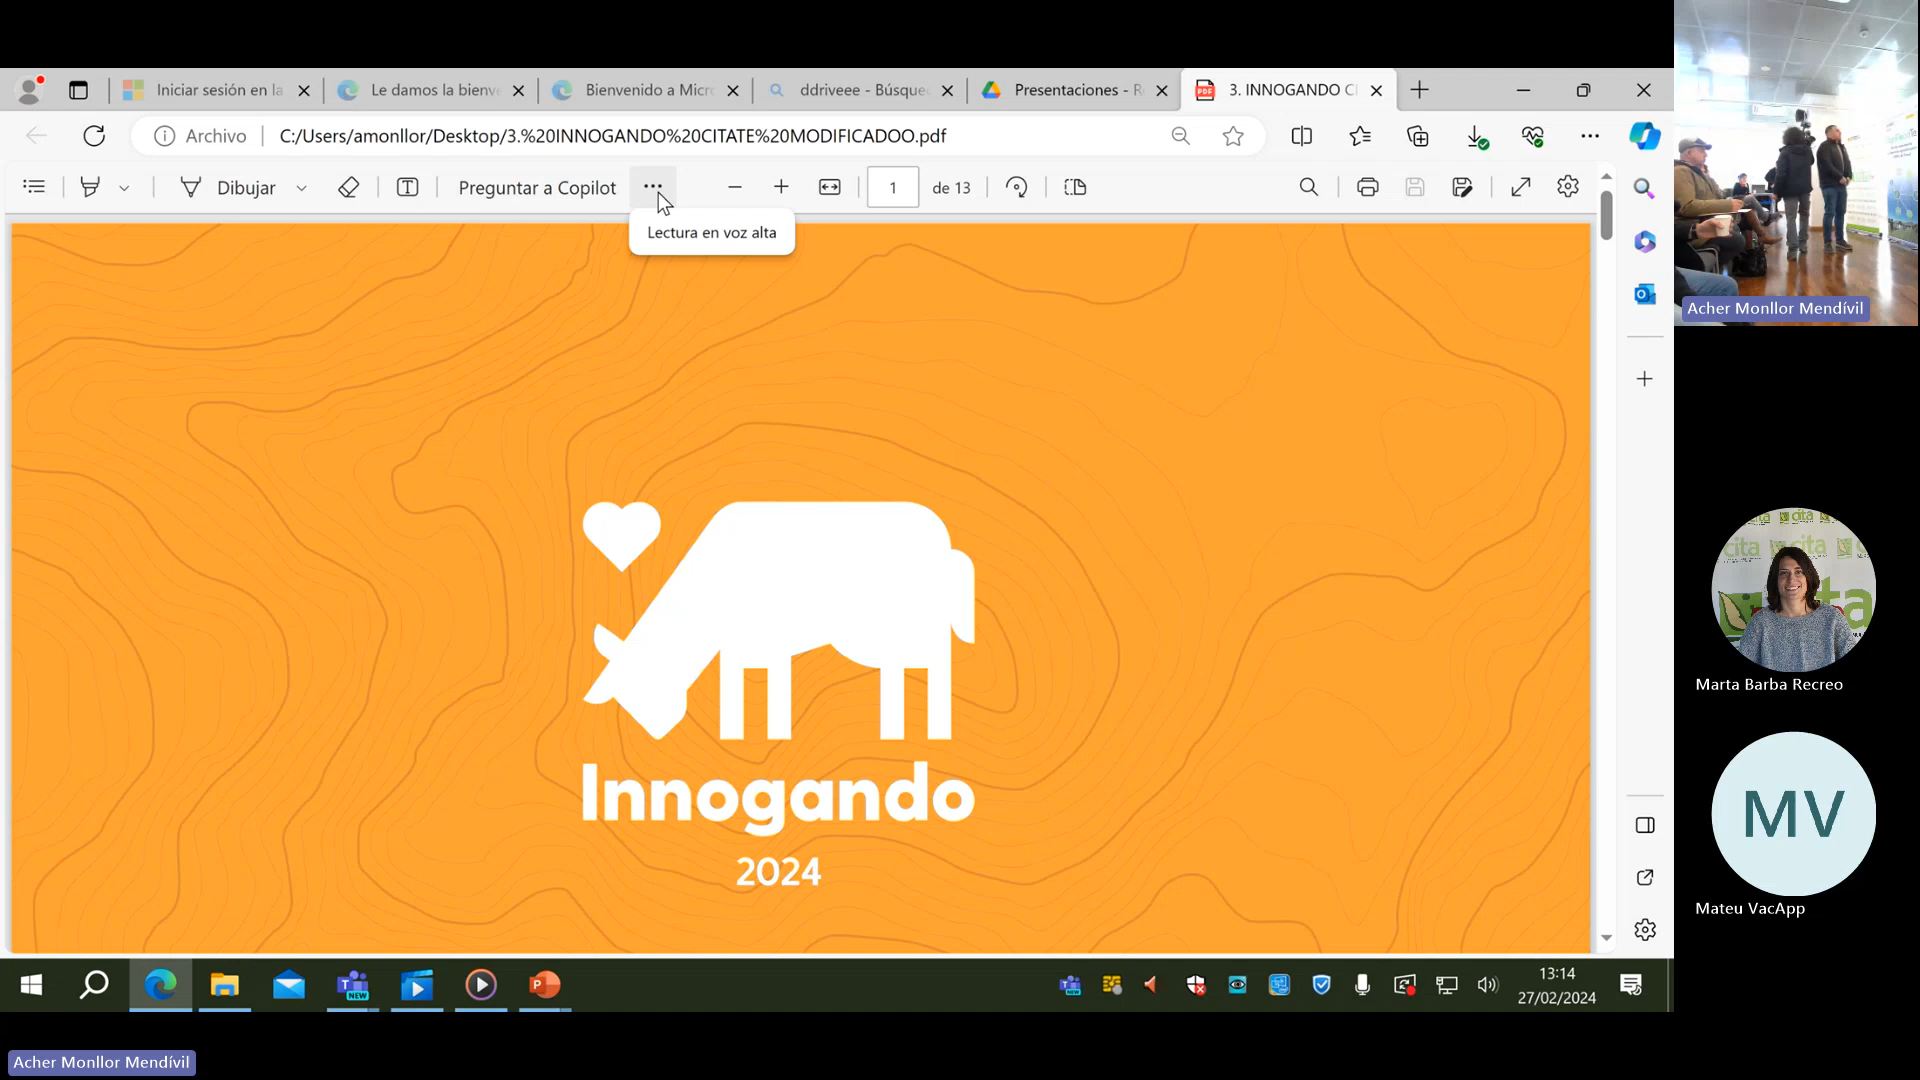 Iniciar sesión en la
Le damos la bienve
Bienvenido a Micr
ddriveee - Búsque
Presentaciones - R
3. INNOGANDO CI
Archivo
C:/Users/amonllor/Desktop/3.%20INNOGANDO%20CITATE%20MODIFICADOO.pdf
Dibujar
Preguntar a Copilot
1
de 13
Lectura en voz alta
Innogando
2024
13:14
27/02/2024
Acher Monllor Mendívil
Marta Barba Recreo
MV
Mateu VacApp
Acher Monllor Mendívil